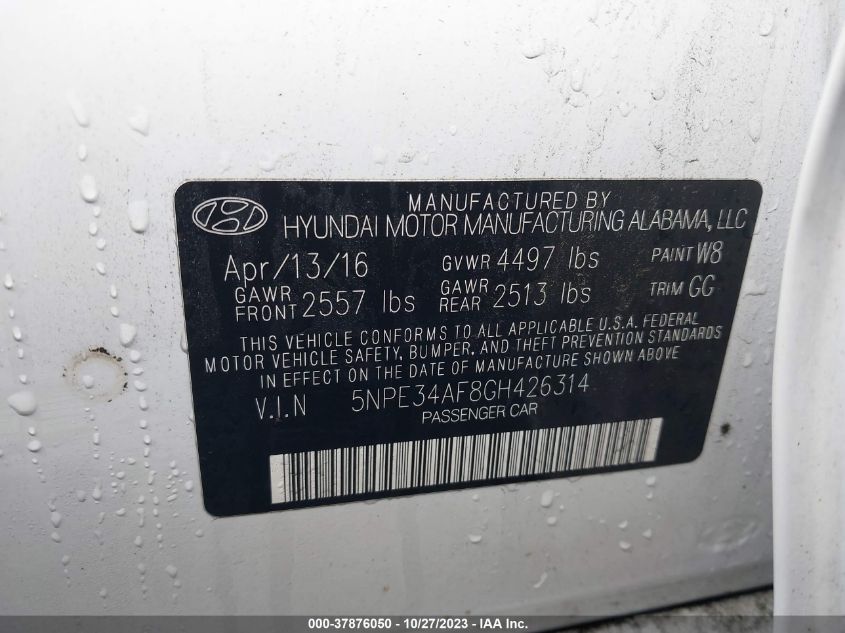 MANUFACTURED BY
HYUNDAI MOTOR MANUFACTURING ALABAMA, LLC
Apr/13/16 GVWR 4497 lbs PAINT W8
GAWR FRONT 2557 lbs GAWR REAR 2513 lbs TRIM GG
THIS VEHICLE CONFORMS TO ALL APPLICABLE U.S.A. FEDERAL
MOTOR VEHICLE SAFETY, BUMPER, AND THEFT PREVENTION STANDARDS
IN EFFECT ON THE DATE OF MANUFACTURE SHOWN ABOVE
V.I.N 5NPE34AF8GH426314
PASSENGER CAR
000-37876050 - 10/27/2023 - Copyright © 2023 IAA, Inc.